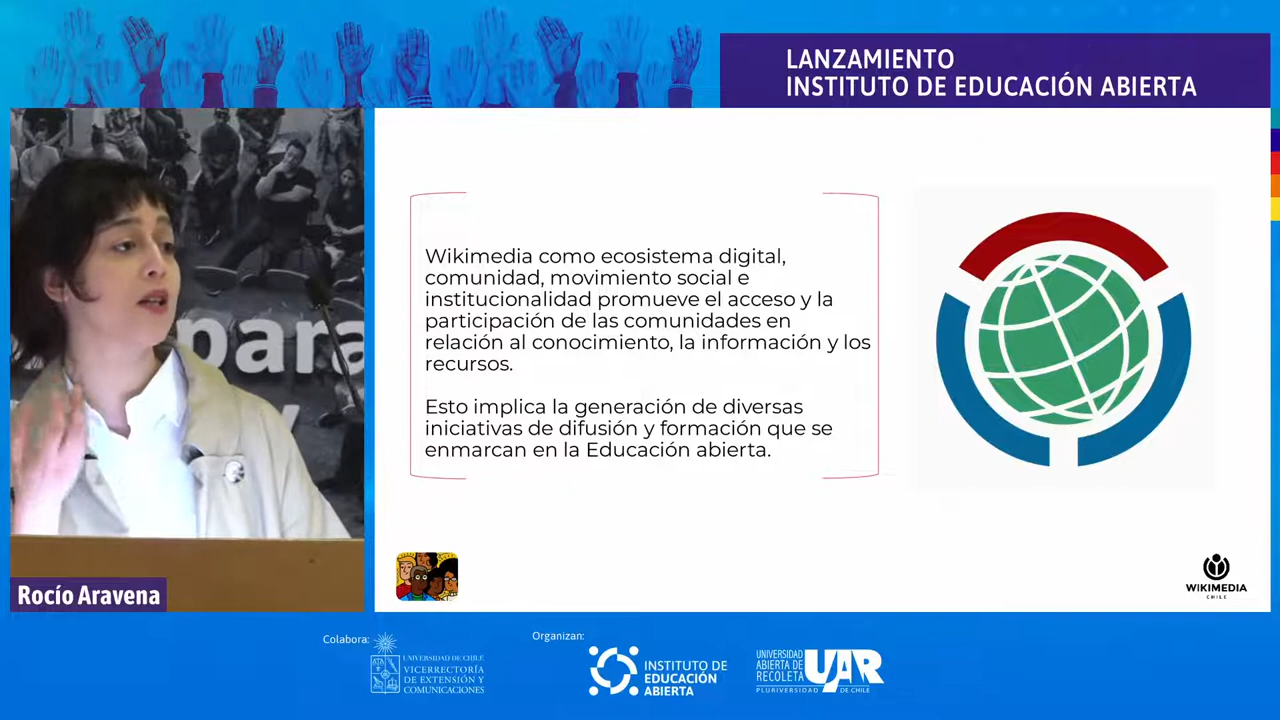 LANZAMIENTO
INSTITUTO DE EDUCACIÓN ABIERTA
para
Wikimedia como ecosistema digital,
comunidad, movimiento social e
institucionalidad promueve el acceso y la
participación de las comunidades en
relación al conocimiento, la información y los
recursos.
Esto implica la generación de diversas
iniciativas de difusión y formación que se
enmarcan en la Educación abierta.
WIKIMEDIA
CHILE
Rocío Aravena
Colabora:
UNIVERSIDAD DE CHILE
VICERRECTORÍA
DE EXTENSIÓN Y
COMUNICACIONES
Organizan:
INSTITUTO DE
EDUCACIÓN
ABIERTA
UNIVERSIDAD
ABIERTA DE
RECOLETA
UAR
PLURIVERSIDAD DE CHILE